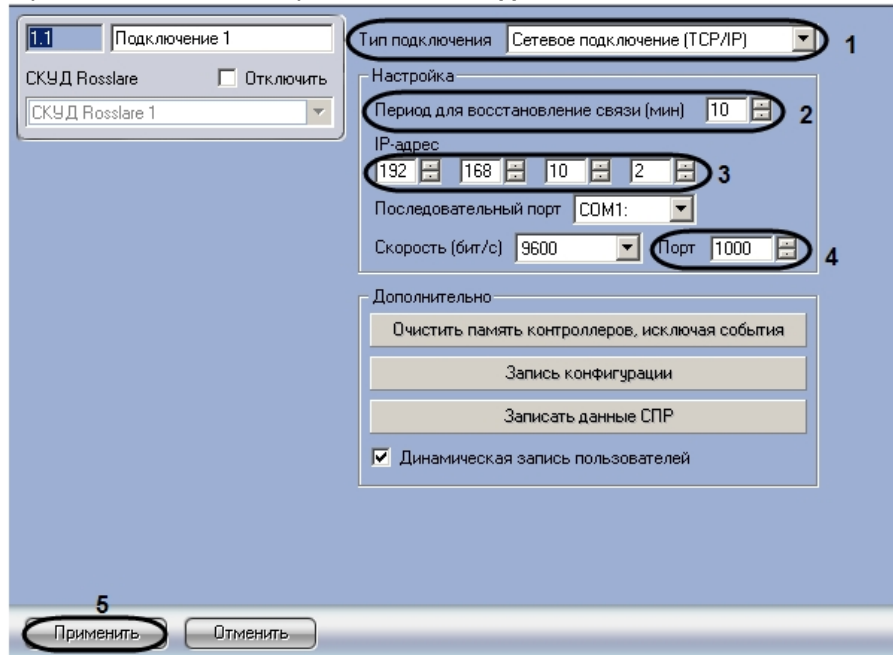 1.1 Подключение 1
СКУД Rosslare Отключить
СКУД Rosslare 1
Тип подключения Сетевое подключение (TCP/IP) 1
Настройка
Период для восстановление связи (мин) 10 2
IP-адрес
192 168 10 2 3
Последовательный порт COM1:
Скорость (бит/с) 9600 Порт 1000 4
Дополнительно
Очистить память контроллеров, исключая события
Запись конфигурации
Записать данные СПР
Динамическая запись пользователей
5
Применить Отменить